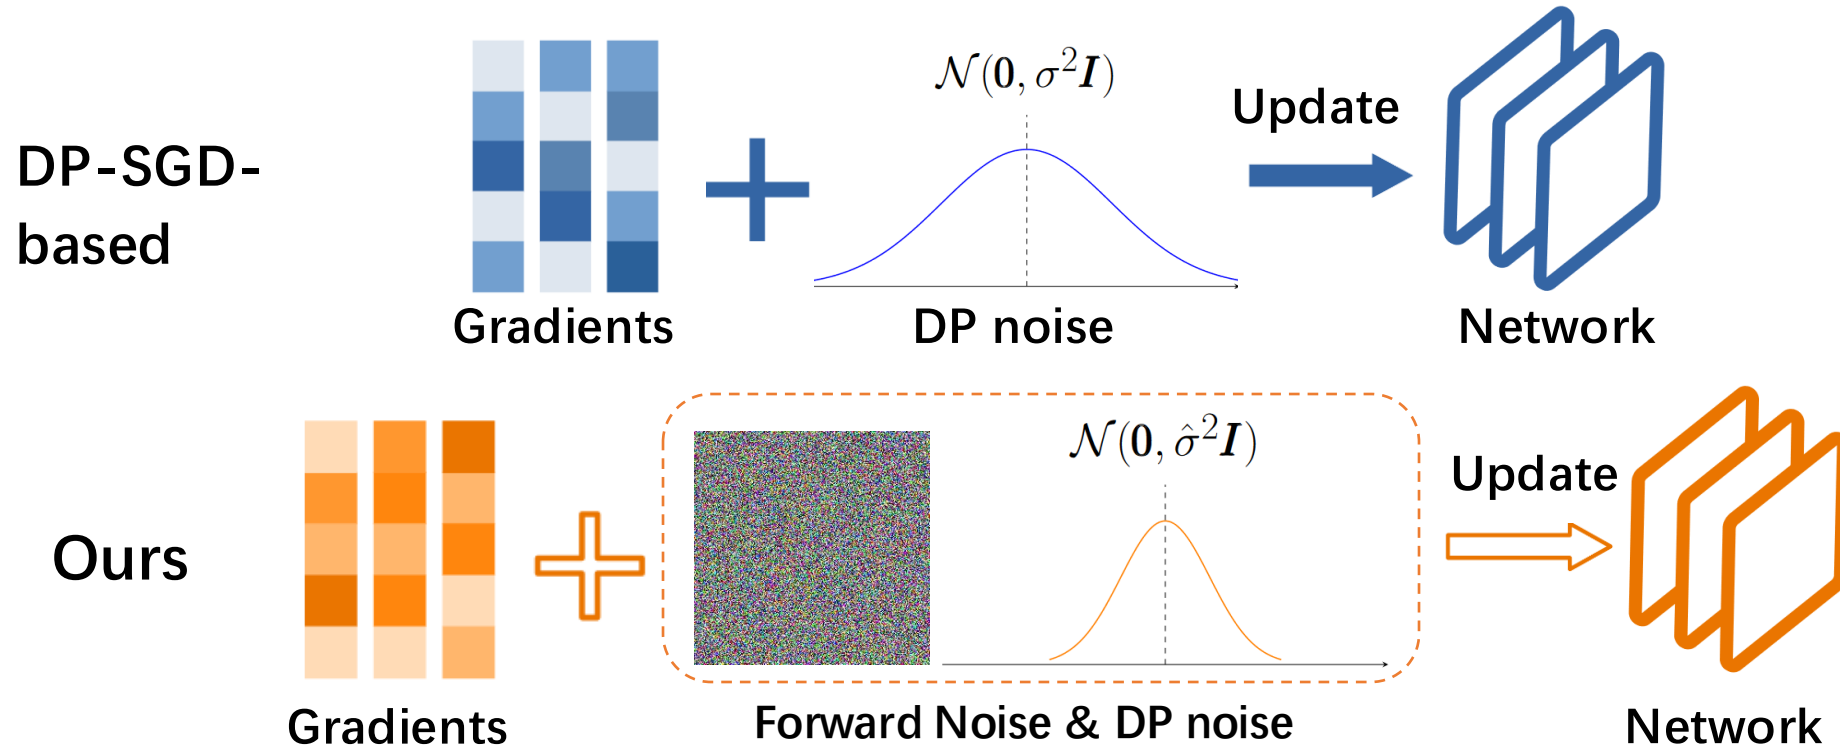 𝒩(0, σ²I)
Update
DP-SGD-
based
Gradients
DP noise
Network
𝒩(0, σ̂²I)
Update
Ours
Gradients
Forward Noise & DP noise
Network